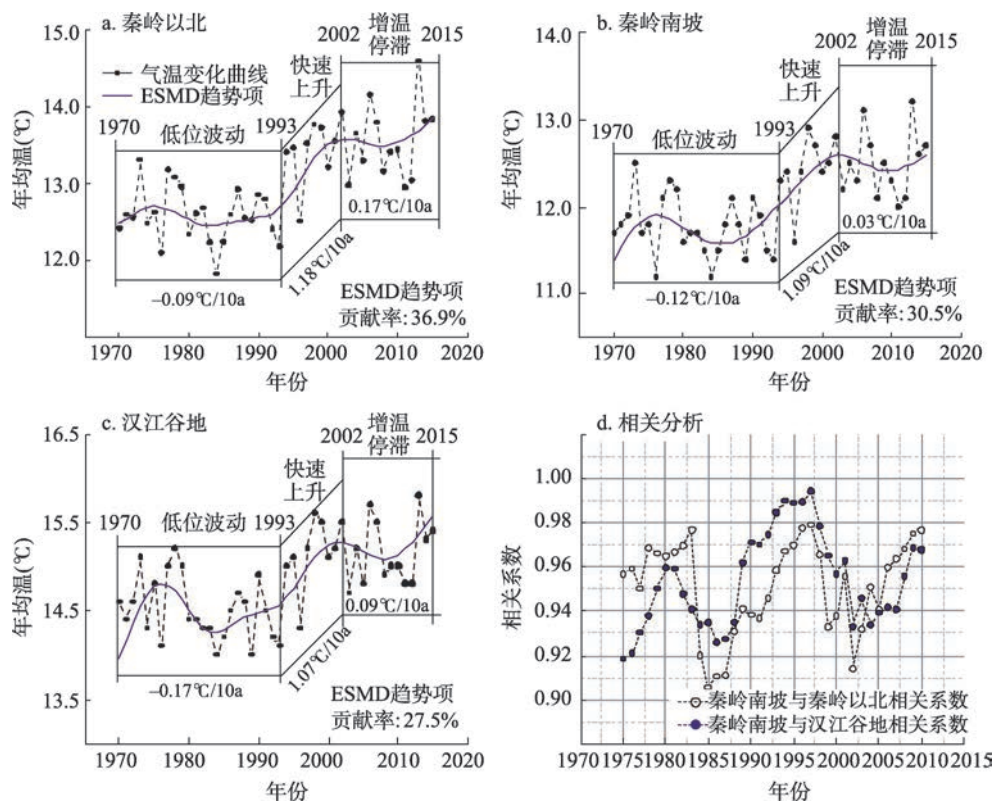 a. 秦岭以北
15.0
14.0
13.0
12.0
年均温(℃)
气温变化曲线
ESMD趋势项
1970
低位波动
1993
快速
上升
2002
增温
停滞
2015
0.17℃/10a
1.18℃/10a
–0.09℃/10a
ESMD趋势项
贡献率:36.9%
1970 1980 1990 2000 2010 2020
年份
b. 秦岭南坡
14.0
13.0
12.0
11.0
年均温(℃)
1970
低位波动
1993
快速
上升
2002
增温
停滞
2015
0.03℃/10a
1.09℃/10a
–0.12℃/10a
ESMD趋势项
贡献率:30.5%
1970 1980 1990 2000 2010 2020
年份
c. 汉江谷地
16.5
15.5
14.5
13.5
年均温(℃)
1970
低位波动
1993
快速
上升
2002
增温
停滞
2015
0.09℃/10a
1.07℃/10a
–0.17℃/10a
ESMD趋势项
贡献率:27.5%
1970 1980 1990 2000 2010 2020
年份
d. 相关分析
1.00
0.98
0.96
0.94
0.92
0.90
相关系数
秦岭南坡与秦岭以北相关系数
秦岭南坡与汉江谷地相关系数
1970 1975 1980 1985 1990 1995 2000 2005 2010 2015
年份